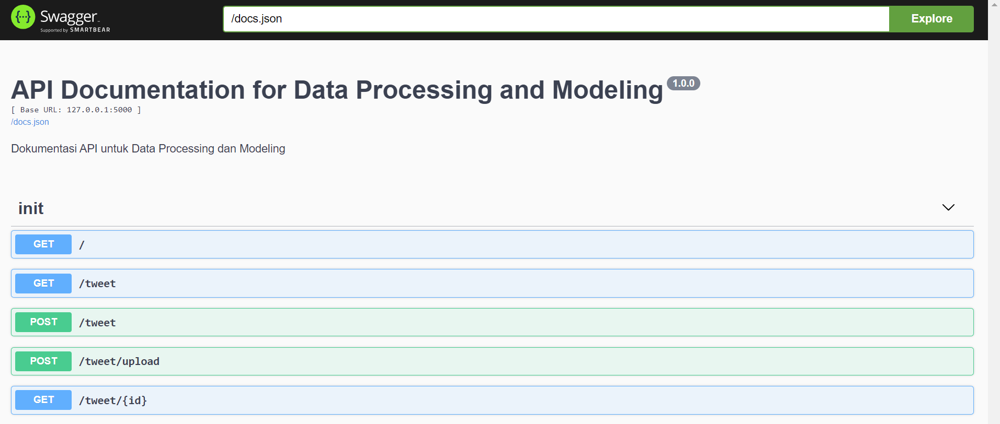 {···} Swagger
Supported by SMARTBEAR
/docs.json
Explore
API Documentation for Data Processing and Modeling 1.0.0
[ Base URL: 127.0.0.1:5000 ]
/docs.json
Dokumentasi API untuk Data Processing dan Modeling
init
GET /
GET /tweet
POST /tweet
POST /tweet/upload
GET /tweet/{id}